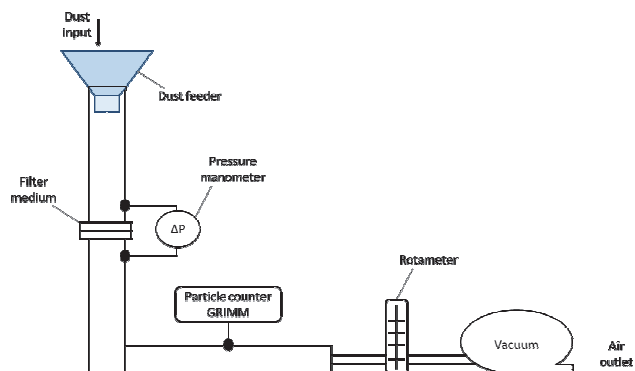 Dust
input
Dust feeder
Pressure
manometer
Filter
medium
ΔP
Rotameter
Particle counter
GRIMM
Vacuum
Air
outlet